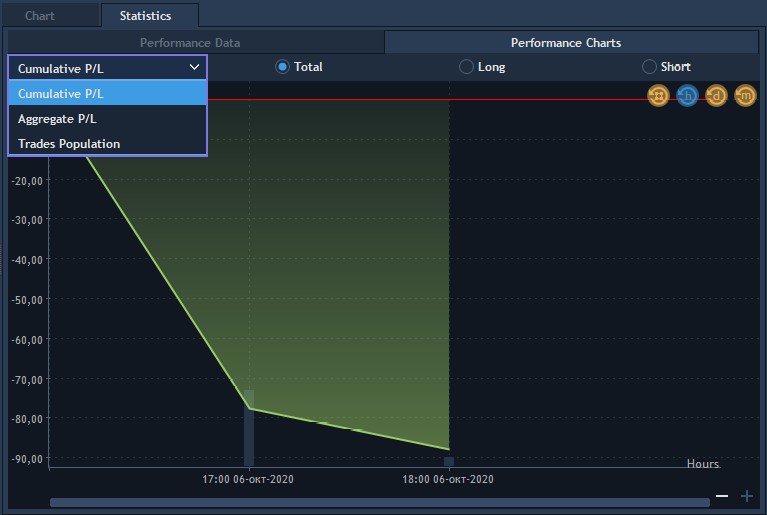 Chart Statistics
Performance Data Performance Charts
Cumulative P/L Total Long Short
Cumulative P/L
h d m
Aggregate P/L
Trades Population
-20,00
-30,00
-40,00
-50,00
-60,00
-70,00
-80,00
-90,00
Hours
17:00 06-окт-2020 18:00 06-окт-2020